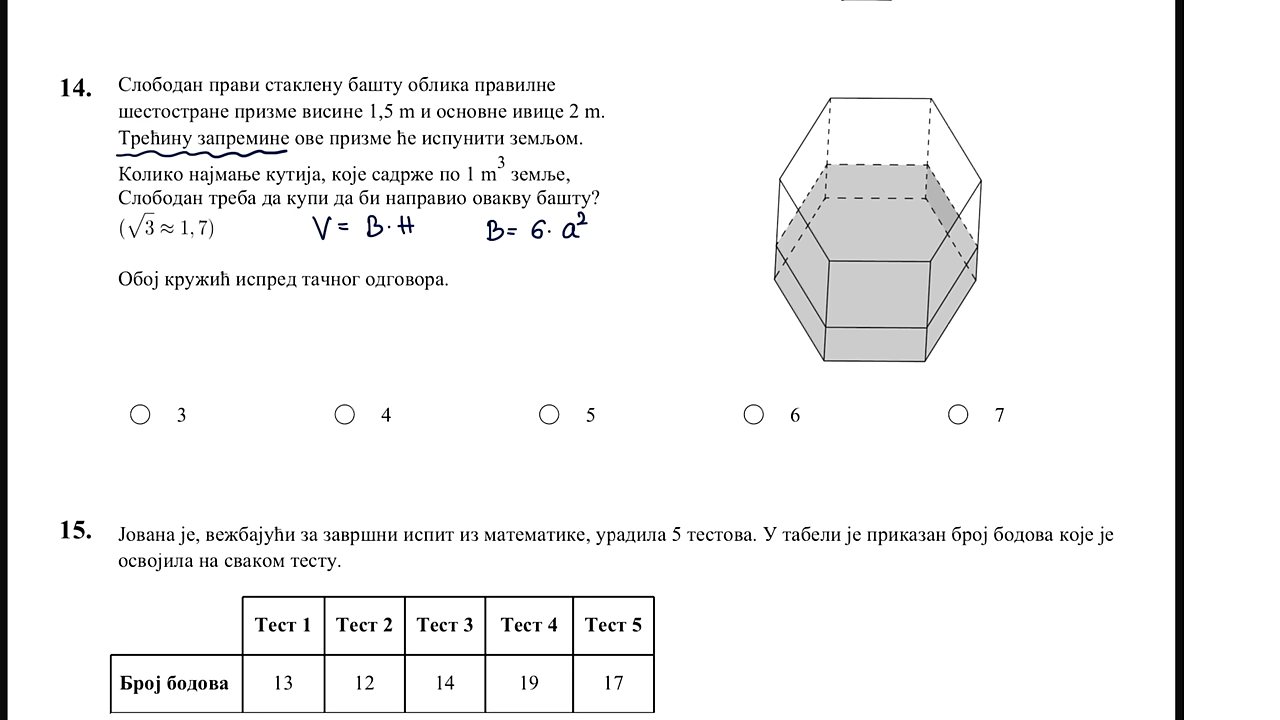 14. Слободан прави стаклену башту облика правилне
шестостране призме висине 1,5 m и основне ивице 2 m.
Трећину запремине ове призме ће испунити земљом.
Колико најмање кутија, које садрже по 1 m³ земље,
Слободан треба да купи да би направио овакву башту?
(√3 ≈ 1,7) V = B · H B = 6 · a²
Обој кружић испред тачног одговора.
3 4 5 6 7
15. Јована је, вежбајући за завршни испит из математике, урадила 5 тестова. У табели је приказан број бодова које је
освојила на сваком тесту.
Тест 1 Тест 2 Тест 3 Тест 4 Тест 5
Број бодова 13 12 14 19 17